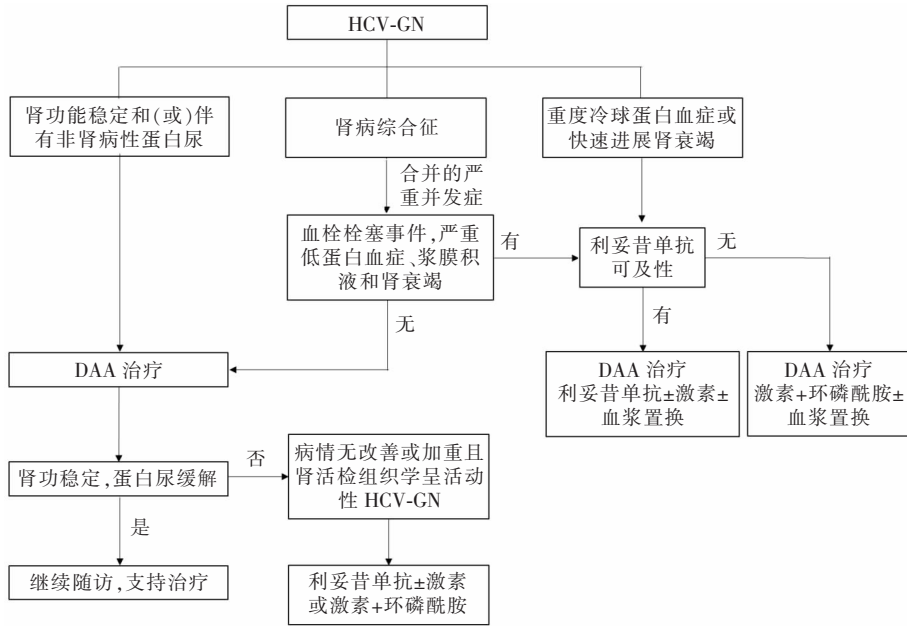 HCV-GN
肾功能稳定和(或)伴
有非肾病性蛋白尿
肾病综合征
重度冷球蛋白血症或
快速进展肾衰竭
合并的严
重并发症
血栓栓塞事件,严重
低蛋白血症、浆膜积
液和肾衰竭
有
利妥昔单抗
可及性
无
无
有
DAA 治疗
DAA 治疗
利妥昔单抗±激素±
血浆置换
DAA 治疗
激素+环磷酰胺±
血浆置换
肾功稳定,蛋白尿缓解
否
病情无改善或加重且
肾活检组织学呈活动
性 HCV-GN
是
继续随访,支持治疗
利妥昔单抗±激素
或激素+环磷酰胺